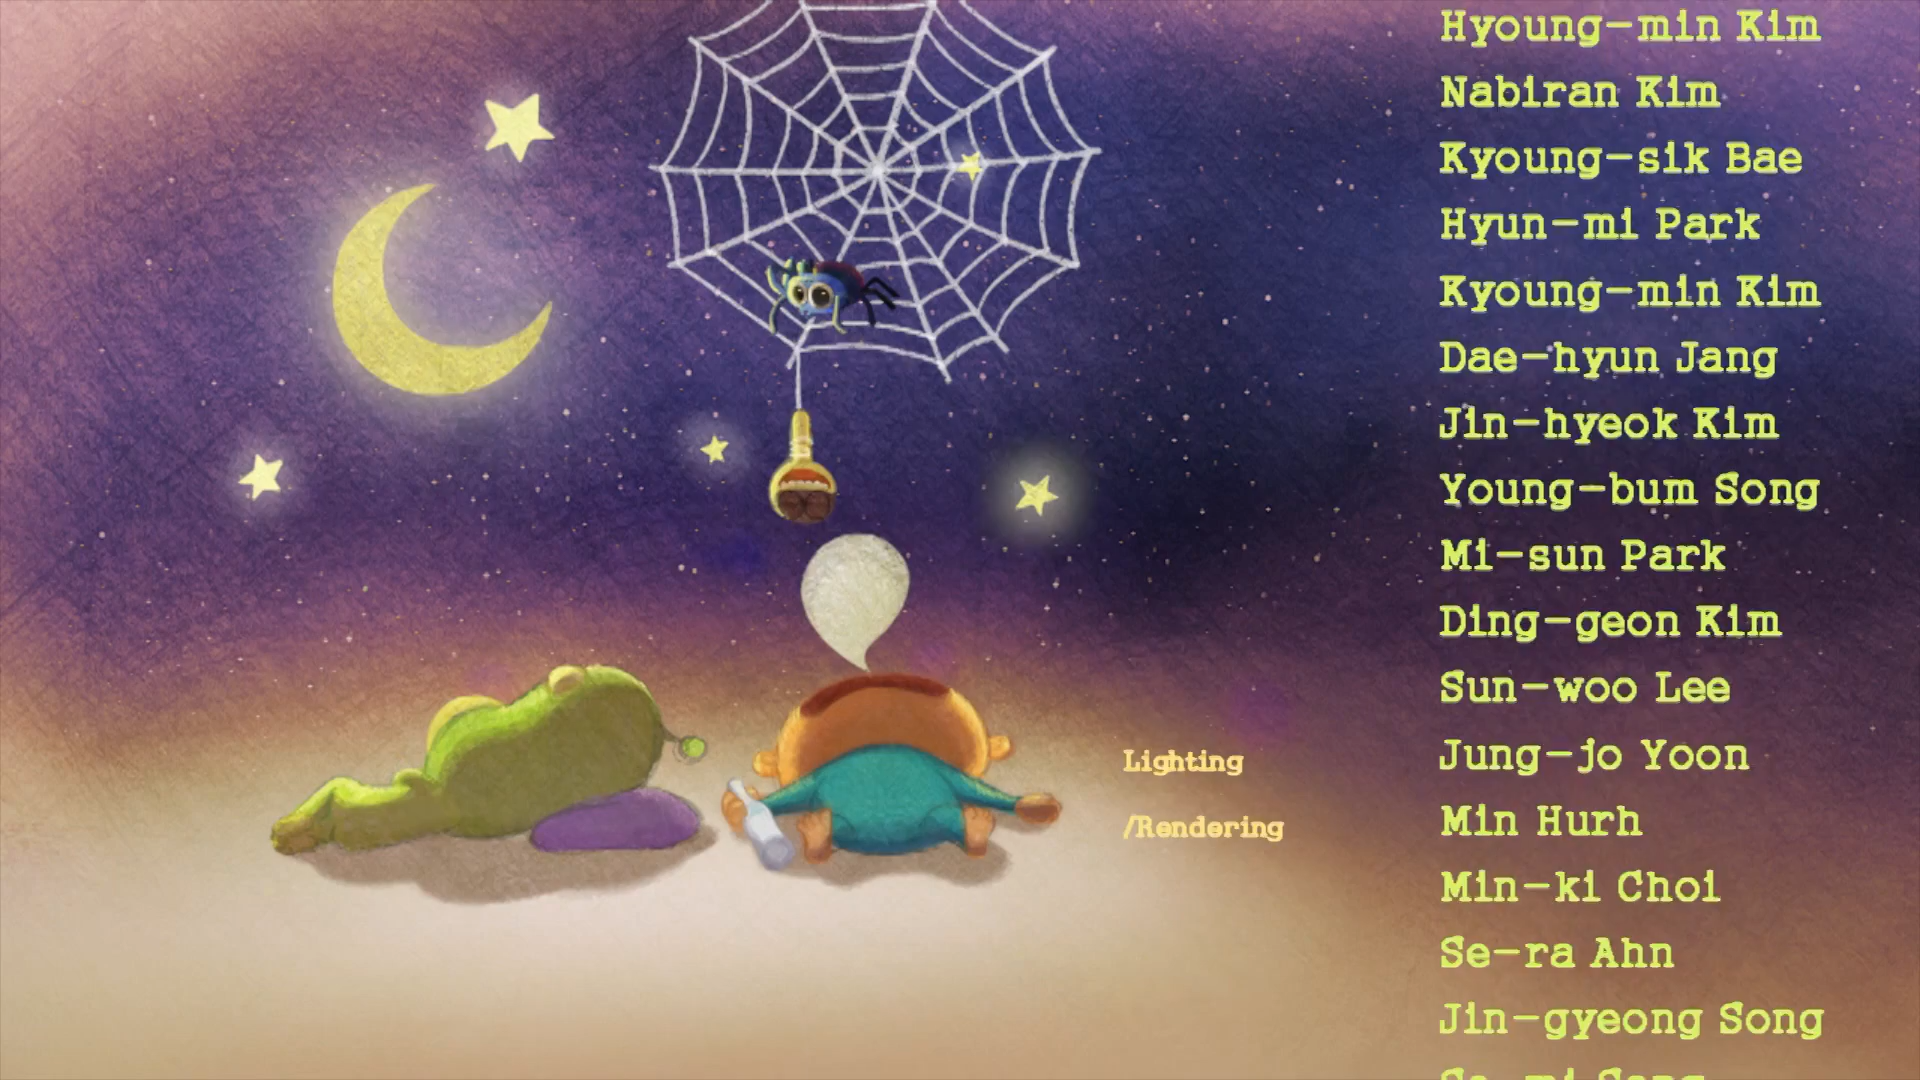 Hyoung-min Kim
Nabiran Kim
Kyoung-sik Bae
Hyun-mi Park
Kyoung-min Kim
Dae-hyun Jang
Jin-hyeok Kim
Young-bum Song
Mi-sun Park
Ding-geon Kim
Sun-woo Lee
Lighting
Jung-jo Yoon
/Rendering
Min Hurh
Min-ki Choi
Se-ra Ahn
Jin-gyeong Song